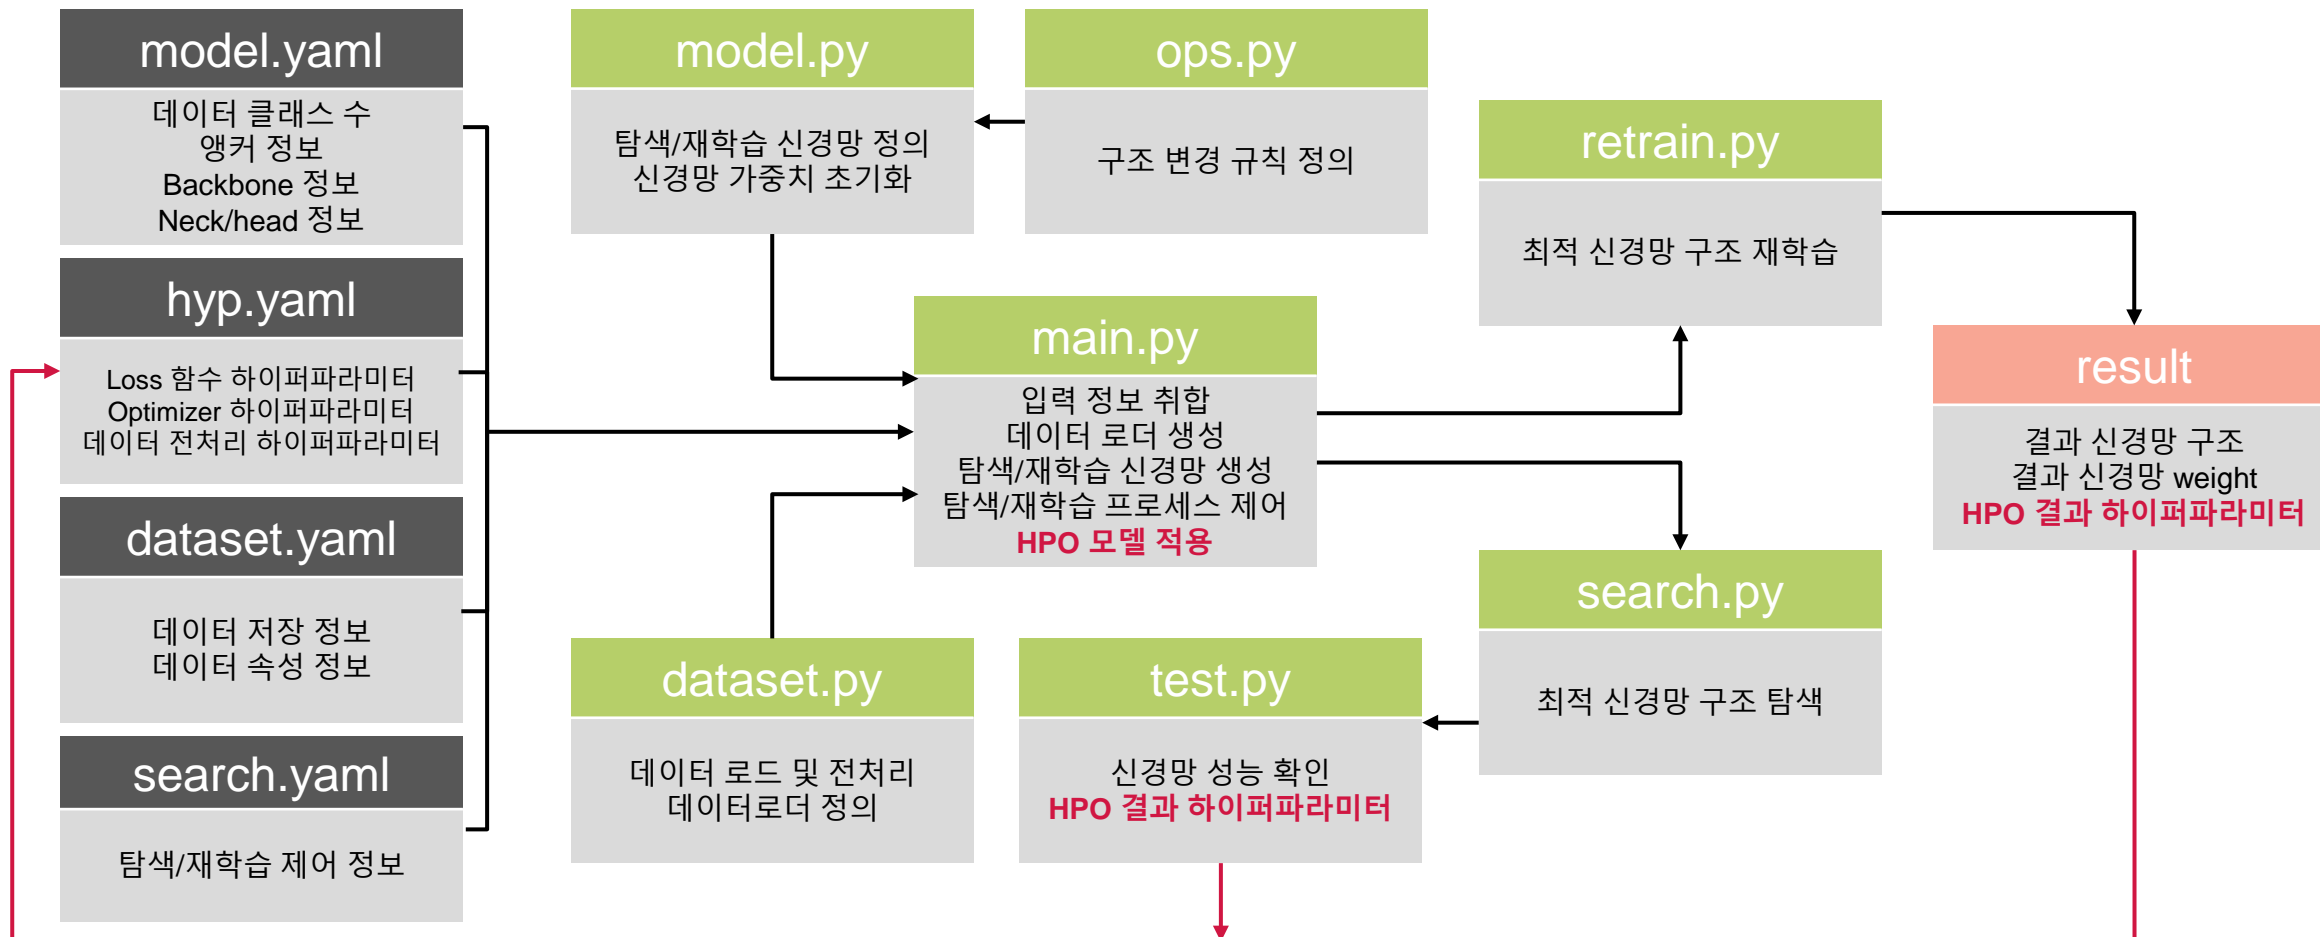 model.yaml
데이터 클래스 수
앵커 정보
Backbone 정보
Neck/head 정보
hyp.yaml
Loss 함수 하이퍼파라미터
Optimizer 하이퍼파라미터
데이터 전처리 하이퍼파라미터
dataset.yaml
데이터 저장 정보
데이터 속성 정보
search.yaml
탐색/재학습 제어 정보
model.py
탐색/재학습 신경망 정의
신경망 가중치 초기화
ops.py
구조 변경 규칙 정의
main.py
입력 정보 취합
데이터 로더 생성
탐색/재학습 신경망 생성
탐색/재학습 프로세스 제어
HPO 모델 적용
dataset.py
데이터 로드 및 전처리
데이터로더 정의
test.py
신경망 성능 확인
HPO 결과 하이퍼파라미터
retrain.py
최적 신경망 구조 재학습
search.py
최적 신경망 구조 탐색
result
결과 신경망 구조
결과 신경망 weight
HPO 결과 하이퍼파라미터